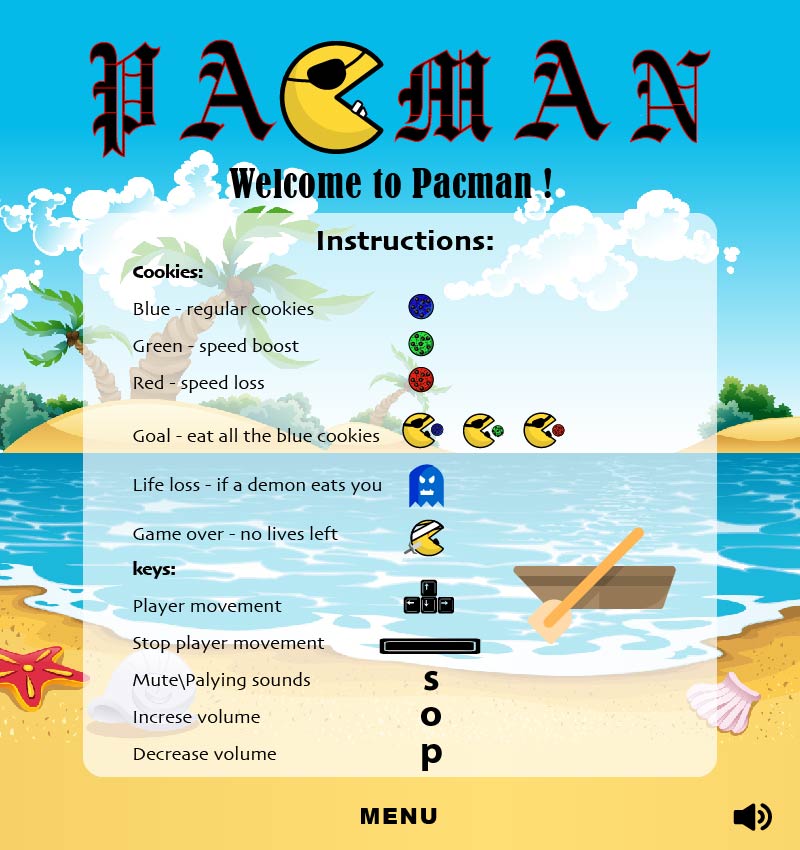 PACMAN
Welcome to Pacman !
Instructions:
Cookies:
Blue - regular cookies
Green - speed boost
Red - speed loss
Goal - eat all the blue cookies
Life loss - if a demon eats you
Game over - no lives left
keys:
Player movement
Stop player movement
Mute\Palying sounds s
Increse volume o
Decrease volume p
MENU